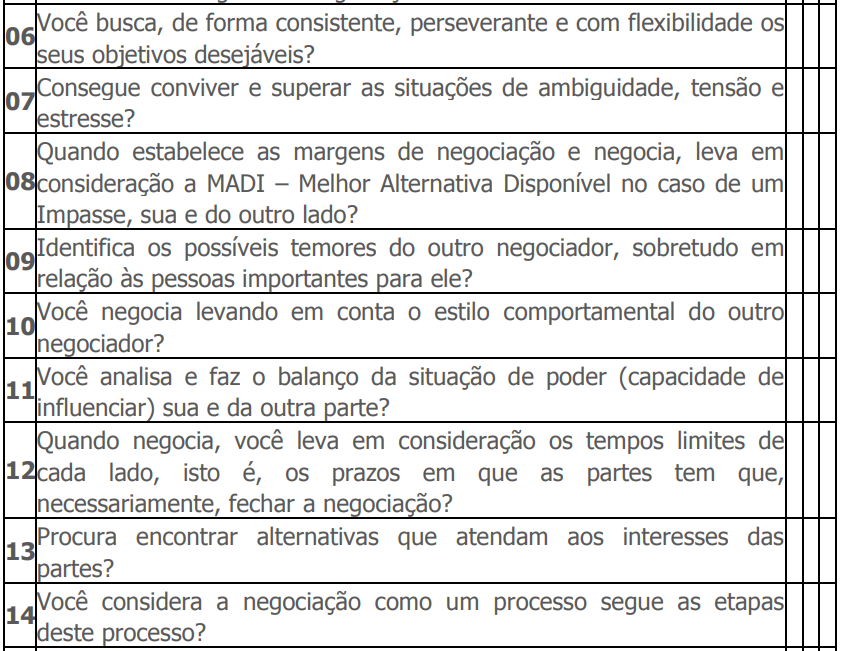 06 Você busca, de forma consistente, perseverante e com flexibilidade os
seus objetivos desejáveis?
07 Consegue conviver e superar as situações de ambiguidade, tensão e
estresse?
Quando estabelece as margens de negociação e negocia, leva em
08 consideração a MADI – Melhor Alternativa Disponível no caso de um
Impasse, sua e do outro lado?
09 Identifica os possíveis temores do outro negociador, sobretudo em
relação às pessoas importantes para ele?
10 Você negocia levando em conta o estilo comportamental do outro
negociador?
11 Você analisa e faz o balanço da situação de poder (capacidade de
influenciar) sua e da outra parte?
Quando negocia, você leva em consideração os tempos limites de
12 cada lado, isto é, os prazos em que as partes tem que,
necessariamente, fechar a negociação?
13 Procura encontrar alternativas que atendam aos interesses das
partes?
14 Você considera a negociação como um processo segue as etapas
deste processo?